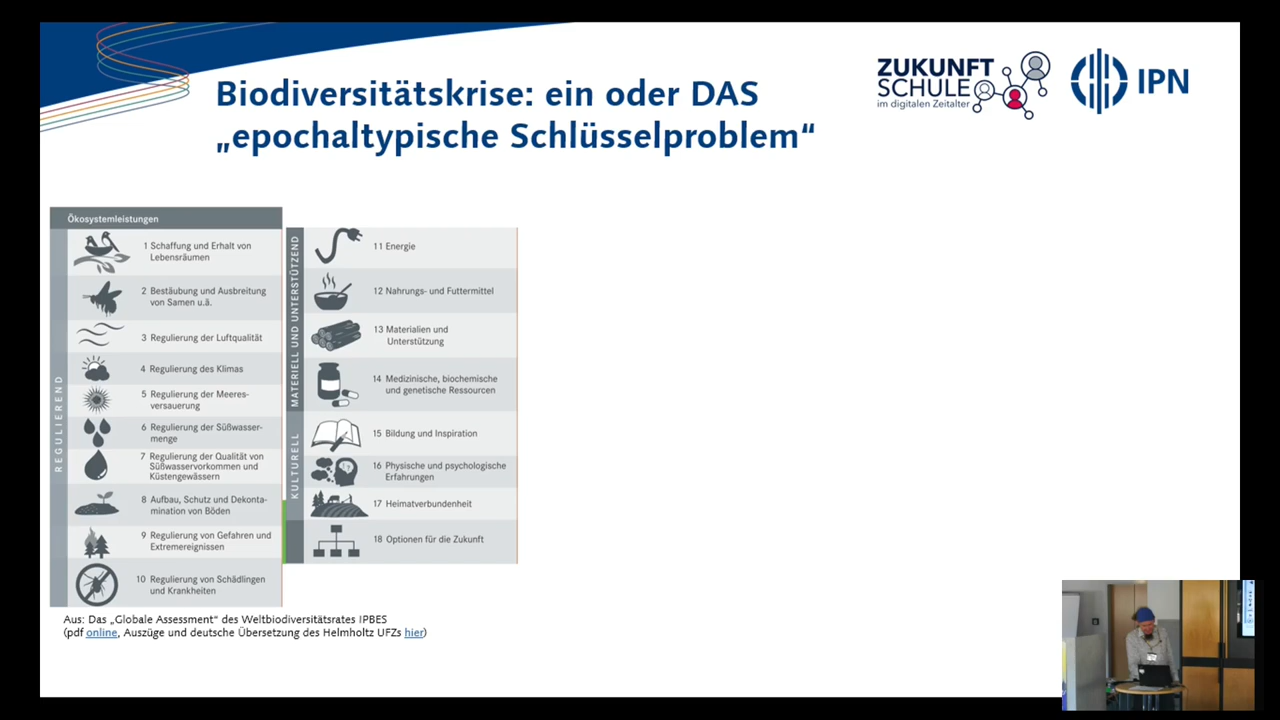 Biodiversitätskrise: ein oder DAS
„epochaltypische Schlüsselproblem“
ZUKUNFT
SCHULE
im digitalen Zeitalter
IPN
Ökosystemleistungen
REGULIEREND
1 Schaffung und Erhalt von
Lebensräumen
2 Bestäubung und Ausbreitung
von Samen u.ä.
3 Regulierung der Luftqualität
4 Regulierung des Klimas
5 Regulierung der Meeres-
versauerung
6 Regulierung der Süßwasser-
menge
7 Regulierung der Qualität von
Süßwasservorkommen und
Küstengewässern
8 Aufbau, Schutz und Dekonta-
mination von Böden
9 Regulierung von Gefahren und
Extremereignissen
10 Regulierung von Schädlingen
und Krankheiten
MATERIELL UND UNTERSTÜTZEND
11 Energie
12 Nahrungs- und Futtermittel
13 Materialien und
Unterstützung
14 Medizinische, biochemische
und genetische Ressourcen
KULTURELL
15 Bildung und Inspiration
16 Physische und psychologische
Erfahrungen
17 Heimatverbundenheit
18 Optionen für die Zukunft
Aus: Das „Globale Assessment“ des Weltbiodiversitätsrates IPBES
(pdf online, Auszüge und deutsche Übersetzung des Helmholtz UFZs hier)